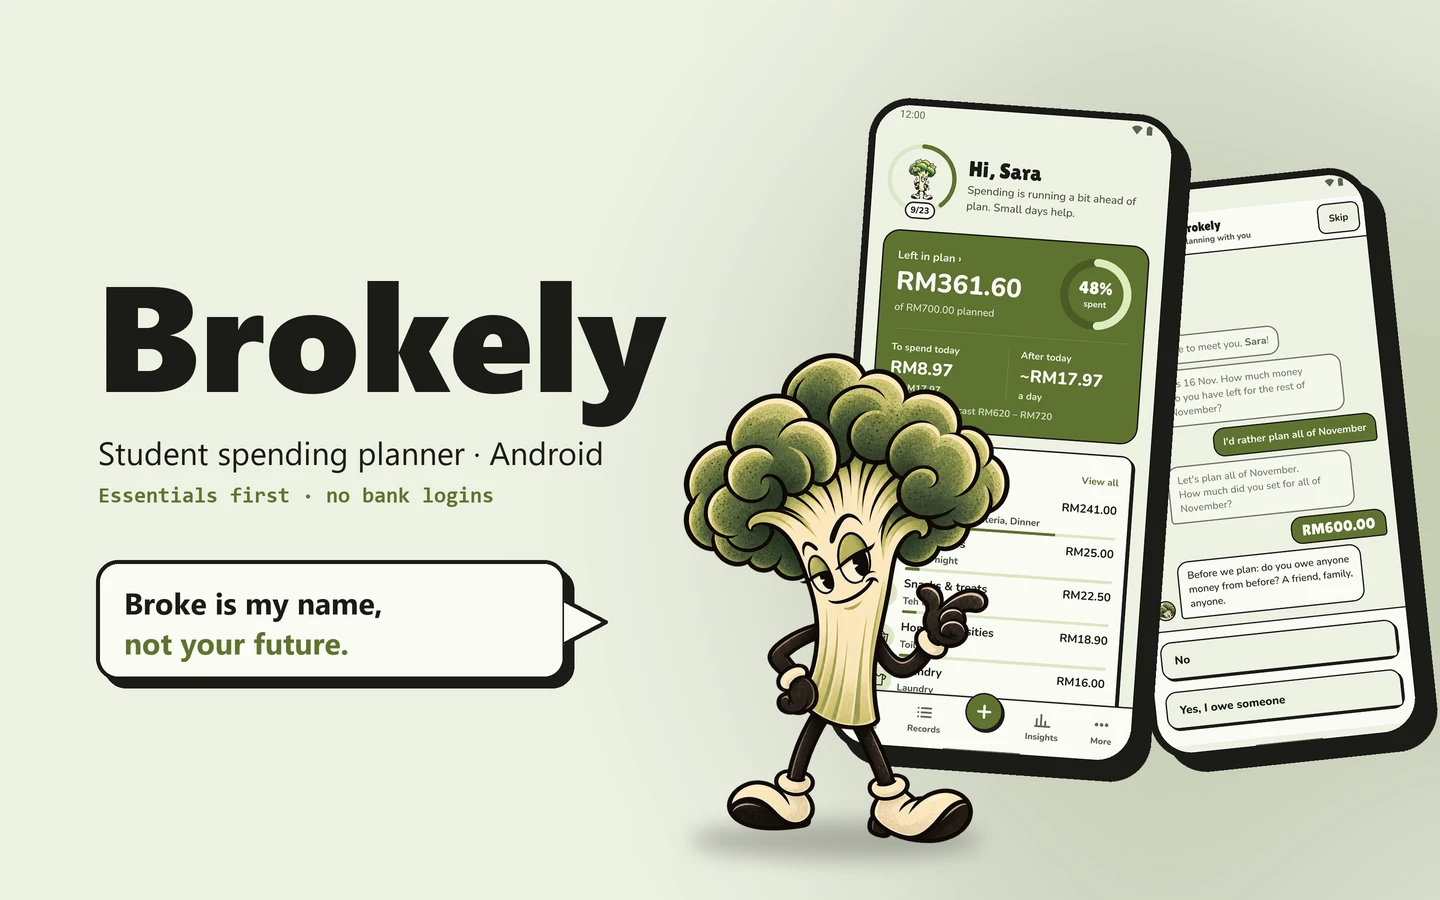 Brokely
Student spending planner · Android
Essentials first · no bank logins
Broke is my name,
not your future.
12:00
9/23
Hi, Sara
Spending is running a bit ahead of
plan. Small days help.
Left in plan ›
RM361.60
of RM700.00 planned
48%
spent
To spend today
RM8.97
After today
~RM17.97
a day
RM620 – RM720
View all
RM241.00
Dinner
RM25.00
night
Snacks & treats
Teh
RM22.50
RM18.90
Laundry
RM16.00
Records
+
Insights
More
Skip
planning with you
to meet you, Sara!
16 Nov. How much money
you have left for the rest of
November?
I'd rather plan all of November
Let's plan all of November.
How much did you set for all of
November?
RM600.00
Before we plan: do you owe anyone
money from before? A friend, family,
anyone.
No
Yes, I owe someone